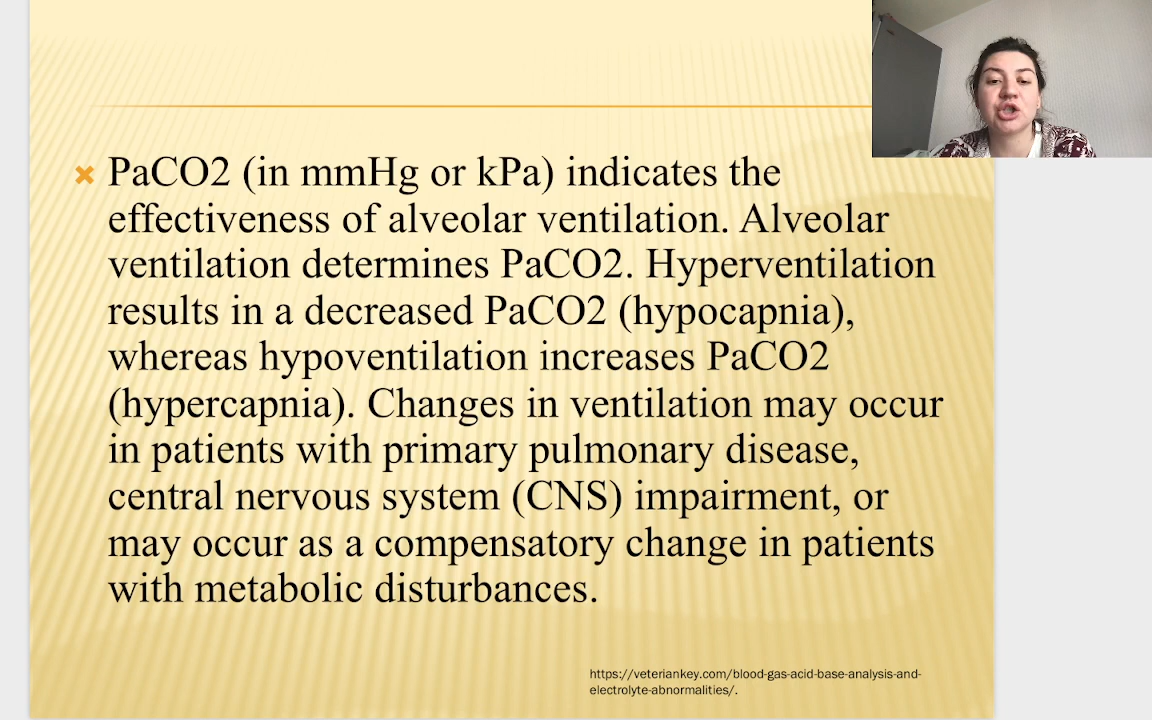 PaCO2 (in mmHg or kPa) indicates the
effectiveness of alveolar ventilation. Alveolar
ventilation determines PaCO2. Hyperventilation
results in a decreased PaCO2 (hypocapnia),
whereas hypoventilation increases PaCO2
(hypercapnia). Changes in ventilation may occur
in patients with primary pulmonary disease,
central nervous system (CNS) impairment, or
may occur as a compensatory change in patients
with metabolic disturbances.
https://veteriankey.com/blood-gas-acid-base-analysis-and-
electrolyte-abnormalities/.